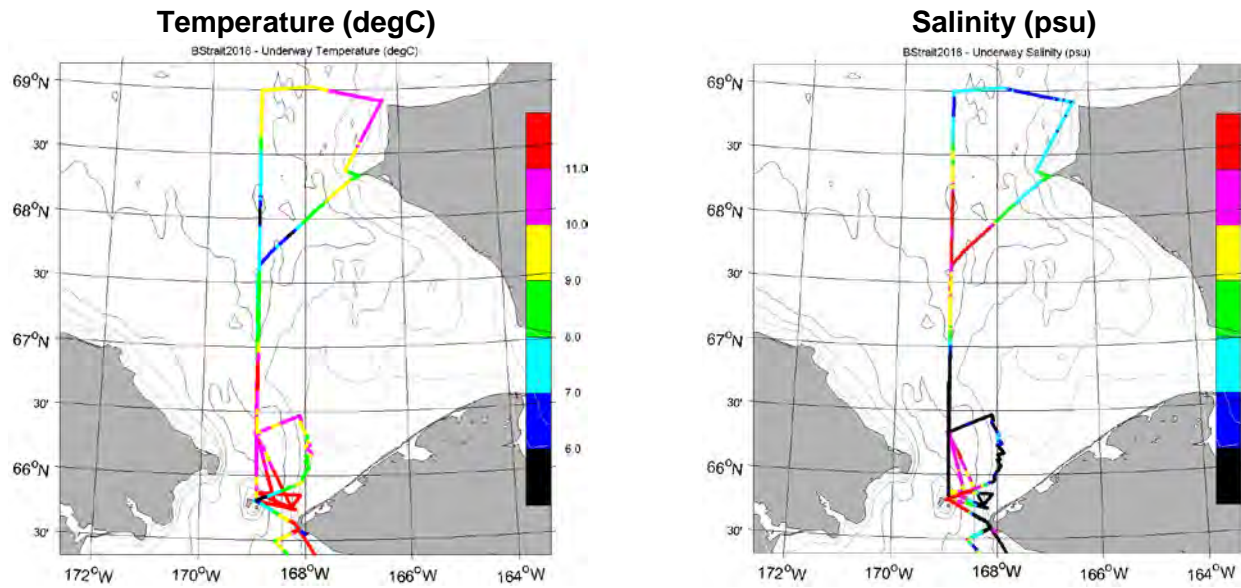 Temperature (degC)
BStrait2016 - Underway Temperature (degC)
69°N
30'
68°N
30'
67°N
30'
66°N
30'
172°W
170°W
168°W
166°W
164°W
11.0
10.0
9.0
8.0
7.0
6.0
Salinity (psu)
BStrait2016 - Underway Salinity (psu)
69°N
30'
68°N
30'
67°N
30'
66°N
30'
172°W
170°W
168°W
166°W
164°W